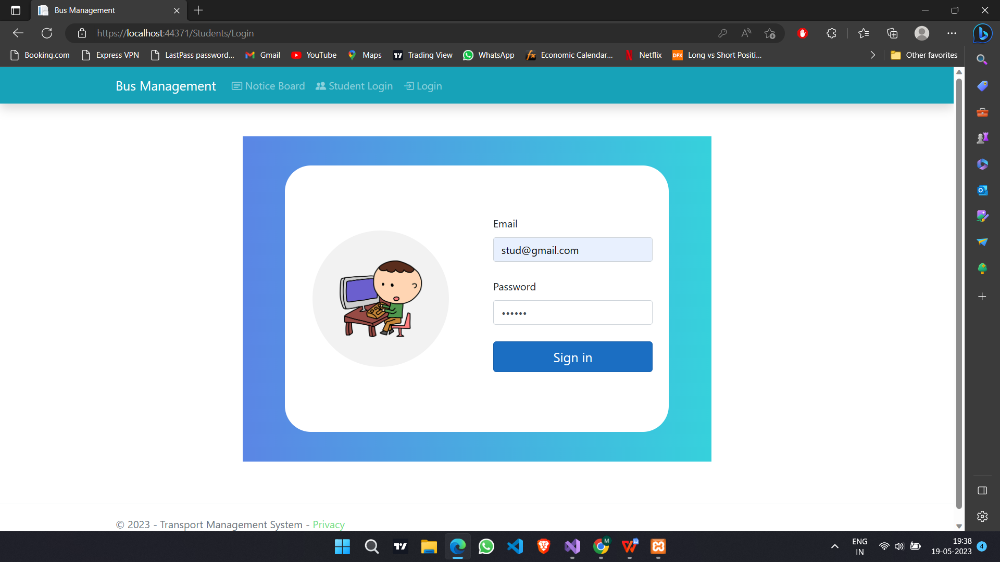 Bus Management
https://localhost:44371/Students/Login
Booking.com Express VPN LastPass password... Gmail YouTube Maps Trading View WhatsApp Economic Calendar... Netflix DFX Long vs Short Positi... Other favorites
Bus Management Notice Board Student Login Login
Email
stud@gmail.com
Password
••••••
Sign in
© 2023 - Transport Management System - Privacy
M
W
ENG
IN
19:38
19-05-2023
4